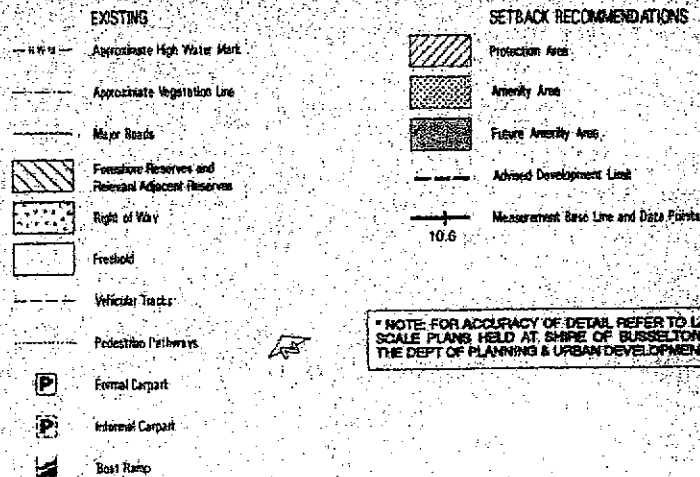 EXISTING
H.W.M.
Approximate High Water Mark
Approximate Vegetation Line
Major Roads
Foreshore Reserves and
Relevant Adjacent Reserves
Right of Way
Freehold
Vehicular Tracks
Pedestrian Pathways
P
Formal Carpark
P
Informal Carpark
Boat Ramp
SETBACK RECOMMENDATIONS
Protection Area
Amenity Area
Future Amenity Area
Advised Development Limit
Measurement Base Line and Data Points
10.6
* NOTE: FOR ACCURACY OF DETAIL REFER TO
SCALE PLANS HELD AT SHIRE OF BUSSELTON
THE DEPT OF PLANNING & URBAN DEVELOPMEN